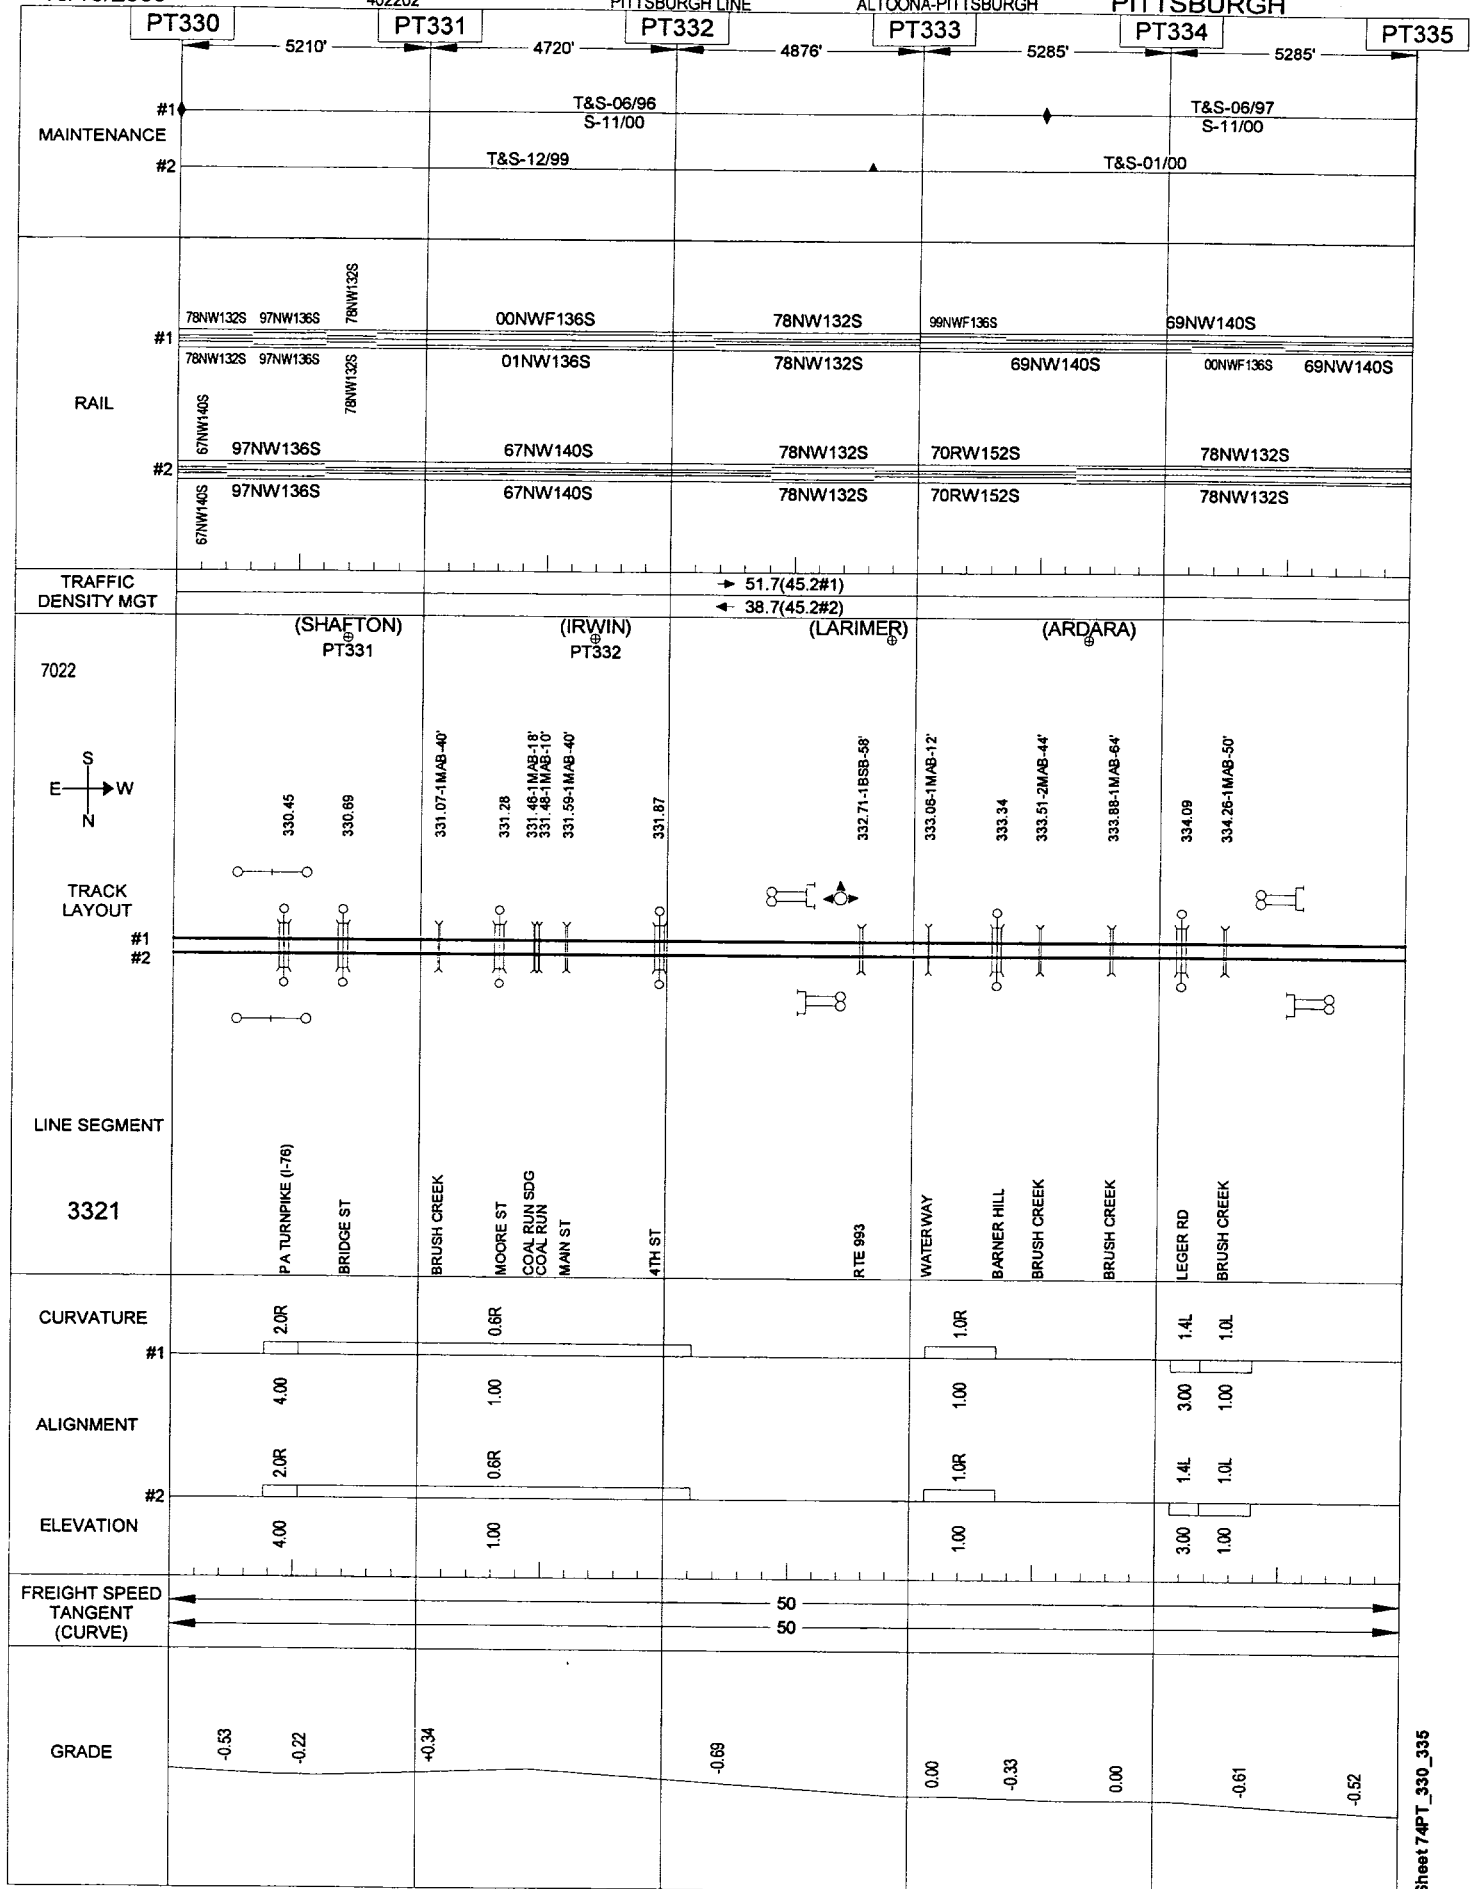 402202 PITTSBURGH LINE ALTOONA-PITTSBURGH PITTSBURGH
PT330 PT331 PT332 PT333 PT334 PT335
5210' 4720' 4876' 5285' 5285'
MAINTENANCE
#1 T&S-06/96 T&S-06/97
S-11/00 S-11/00
#2 T&S-12/99 T&S-01/00
RAIL
78NW132S 97NW136S 78NW132S 00NWF136S 78NW132S 99NWF136S 69NW140S
#1
78NW132S 97NW136S 78NW132S 01NW136S 78NW132S 69NW140S 00NWF136S 69NW140S
67NW140S 97NW136S 67NW140S 78NW132S 70RW152S 78NW132S
#2
67NW140S 97NW136S 67NW140S 78NW132S 70RW152S 78NW132S
TRAFFIC
DENSITY MGT
51.7(45.2#1)
38.7(45.2#2)
(SHAFTON) (IRWIN) (LARIMER) (ARDARA)
PT331 PT332
7022
S
E W
N
330.45
330.69
331.07-1MAB-40'
331.28
331.46-1MAB-18'
331.48-1MAB-10'
331.59-1MAB-40'
331.87
332.71-1BSB-58'
333.06-1MAB-12'
333.34
333.51-2MAB-44'
333.88-1MAB-64'
334.09
334.26-1MAB-50'
TRACK
LAYOUT
#1
#2
LINE SEGMENT
3321
PA TURNPIKE (I-76)
BRIDGE ST
BRUSH CREEK
MOORE ST
COAL RUN SDG
COAL RUN
MAIN ST
4TH ST
RTE 993
WATERWAY
BARNER HILL
BRUSH CREEK
BRUSH CREEK
LEGER RD
BRUSH CREEK
CURVATURE
2.0R 0.6R 1.0R 1.4L 1.0L
#1
4.00 1.00 1.00 3.00 1.00
ALIGNMENT
2.0R 0.6R 1.0R 1.4L 1.0L
#2
ELEVATION
4.00 1.00 1.00 3.00 1.00
FREIGHT SPEED
TANGENT
(CURVE)
50
50
GRADE
-0.53 -0.22 +0.34 -0.69 0.00 -0.33 0.00 -0.61 -0.52
Sheet 74PT_330_335